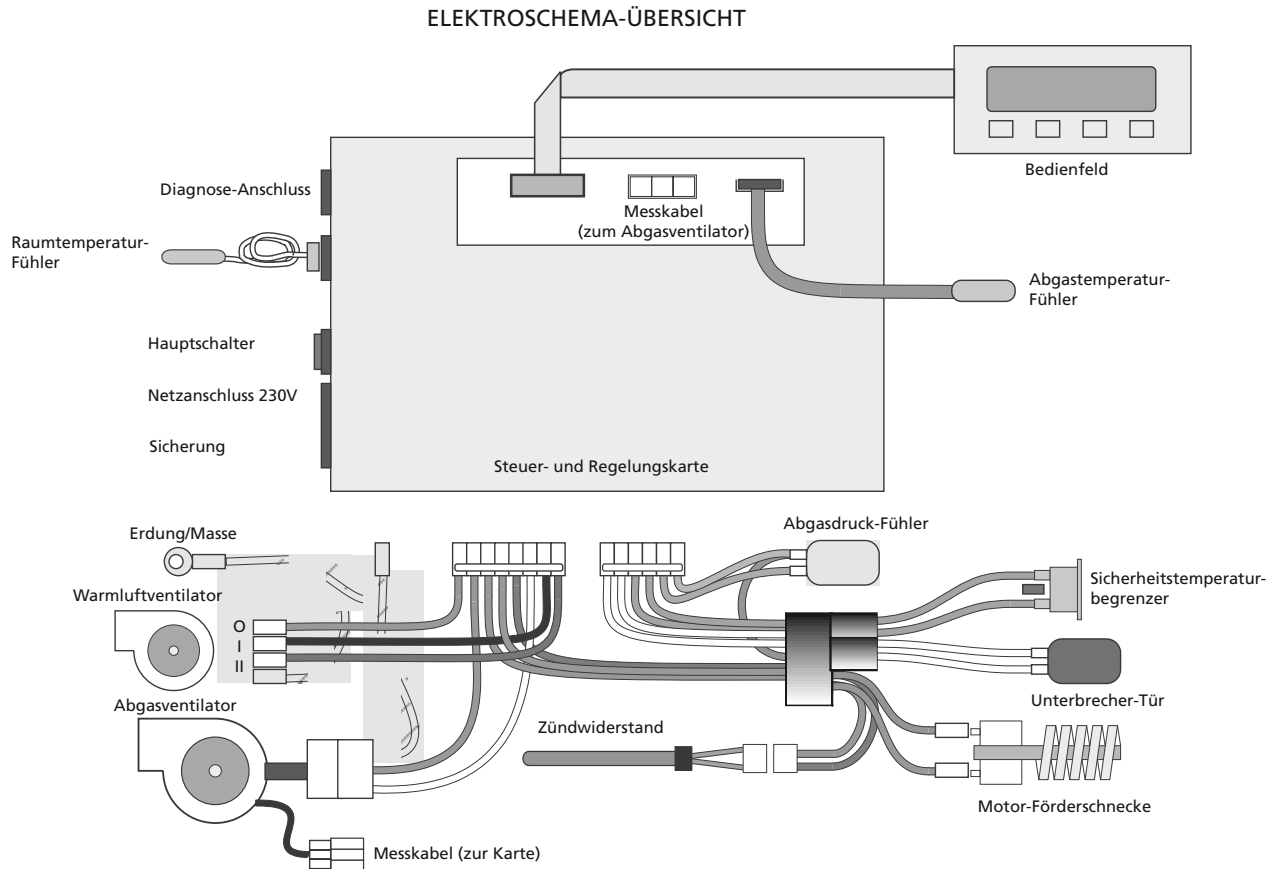 ELEKTROSCHEMA-ÜBERSICHT
Bedienfeld
Diagnose-Anschluss
Messkabel
(zum Abgasventilator)
Raumtemperatur-
Fühler
Abgastemperatur-
Fühler
Hauptschalter
Netzanschluss 230V
Sicherung
Steuer- und Regelungskarte
Erdung/Masse
Abgasdruck-Fühler
Sicherheitstemperatur-
begrenzer
Warmluftventilator
O
I
II
Unterbrecher-Tür
Abgasventilator
Zündwiderstand
Motor-Förderschnecke
Messkabel (zur Karte)